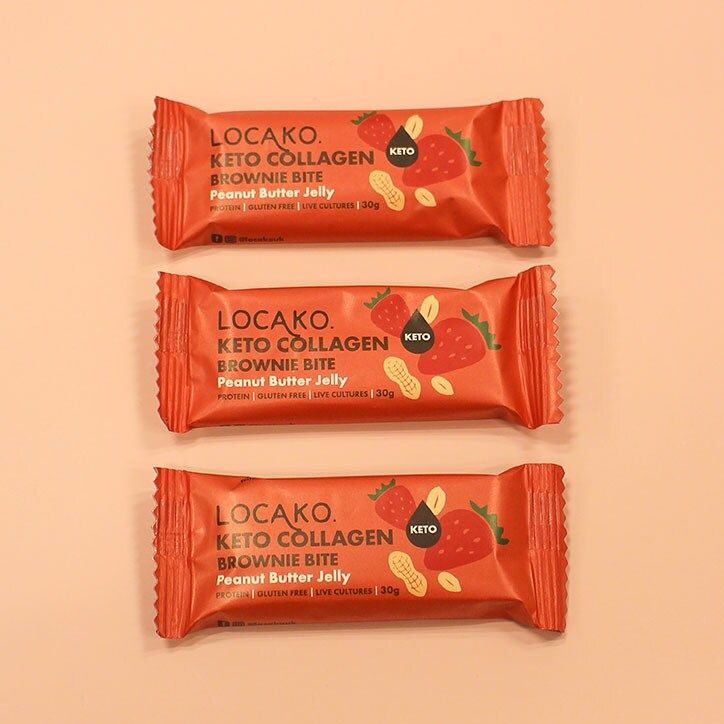 LOCAKO.
KETO COLLAGEN
BROWNIE BITE
Peanut Butter Jelly
PROTEIN | GLUTEN FREE | LIVE CULTURES | 30g
@locakouk
KETO
LOCAKO.
KETO COLLAGEN
BROWNIE BITE
Peanut Butter Jelly
PROTEIN | GLUTEN FREE | LIVE CULTURES | 30g
KETO
LOCAKO.
KETO COLLAGEN
BROWNIE BITE
Peanut Butter Jelly
PROTEIN | GLUTEN FREE | LIVE CULTURES | 30g
@locakouk
KETO